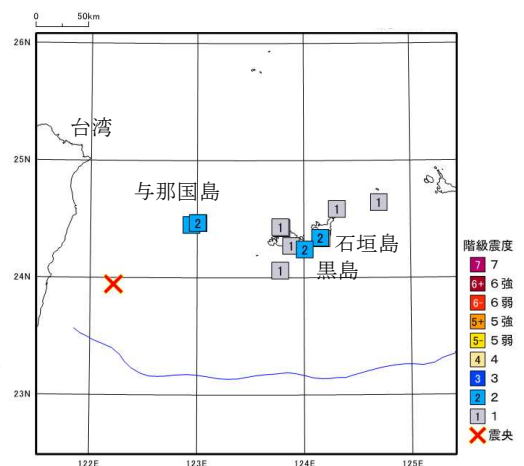 0 50km
26N
台湾
25N
与那国島
2
1
1
1
1
2
2
石垣島
黒島
24N
1
23N
122E 123E 124E 125E
階級震度
7 7
6+ 6強
6- 6弱
5+ 5強
5- 5弱
4 4
3 3
2 2
1 1
震央